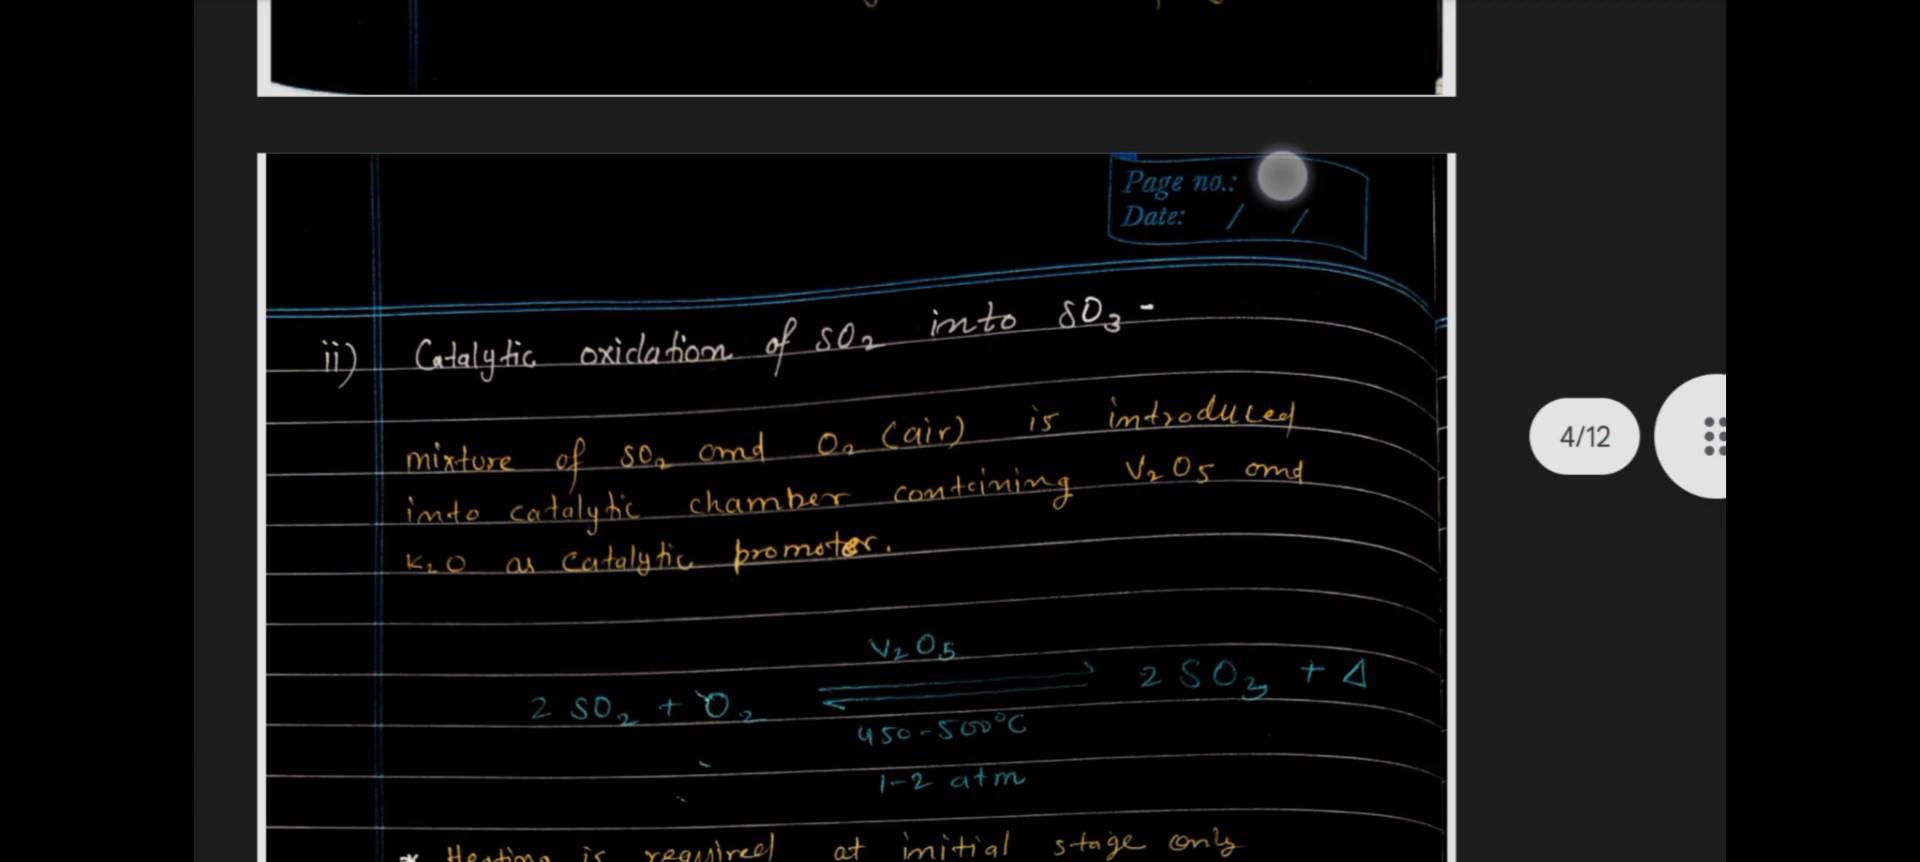 Page no.:
Date: / /
ii) Catalytic oxidation of SO2 into SO3 -
mixture of SO2 and O2 (air) is introduced
into catalytic chamber containing V2O5 and
K2O as catalytic promoter.
V2O5
2 SO2 + O2 ⇌ 2 SO3 + Δ
450-500°C
1-2 atm
* Heating is required at initial stage only
4/12